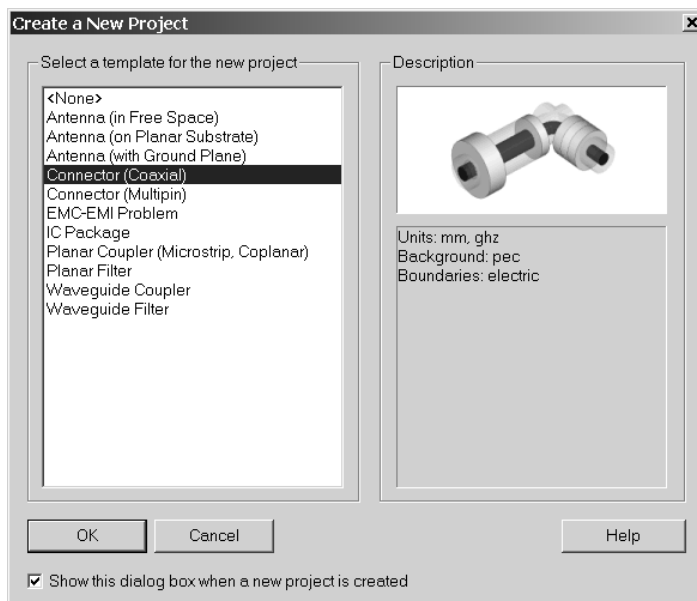 Create a New Project
Select a template for the new project
<None>
Antenna (in Free Space)
Antenna (on Planar Substrate)
Antenna (with Ground Plane)
Connector (Coaxial)
Connector (Multipin)
EMC-EMI Problem
IC Package
Planar Coupler (Microstrip, Coplanar)
Planar Filter
Waveguide Coupler
Waveguide Filter
Description
Units: mm, ghz
Background: pec
Boundaries: electric
OK
Cancel
Help
Show this dialog box when a new project is created